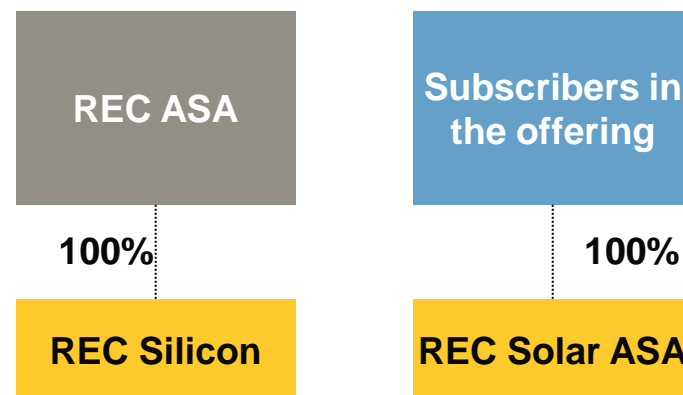 REC ASA
Subscribers in
the offering
100%
100%
REC Silicon
REC Solar ASA